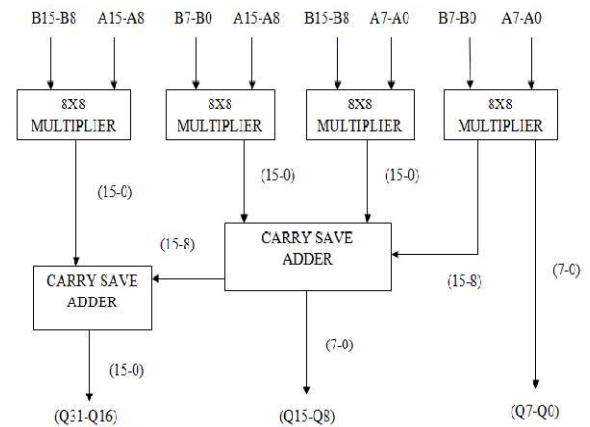 B15-B8 A15-A8 B7-B0 A15-A8 B15-B8 A7-A0 B7-B0 A7-A0
8X8
MULTIPLIER
8X8
MULTIPLIER
8X8
MULTIPLIER
8X8
MULTIPLIER
(15-0)
(15-0)
(15-0)
CARRY SAVE
ADDER
(15-8)
(15-8)
(7-0)
CARRY SAVE
ADDER
(7-0)
(15-0)
(Q31-Q16)
(Q15-Q8)
(Q7-Q0)